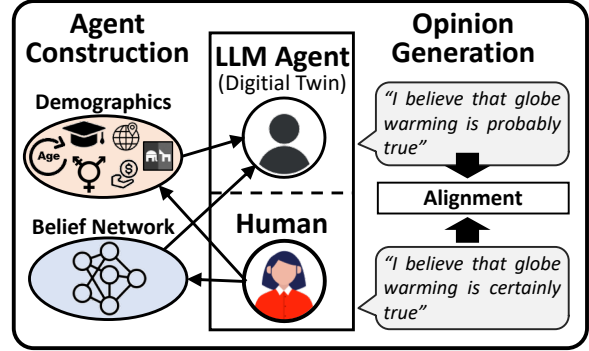 Agent
Construction
Demographics
Age
$
Belief Network
LLM Agent
(Digitial Twin)
Human
Opinion
Generation
“I believe that globe
warming is probably
true”
Alignment
“I believe that globe
warming is certainly
true”